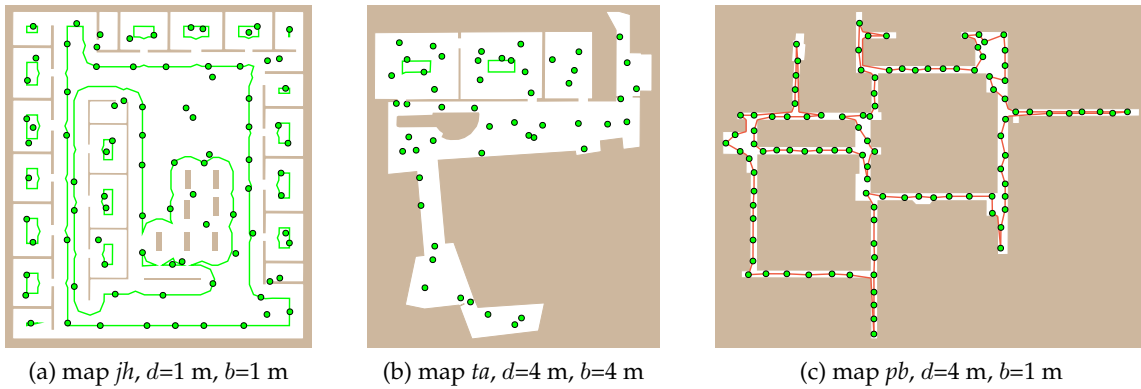 (a) map jh, d=1 m, b=1 m
(b) map ta, d=4 m, b=4 m
(c) map pb, d=4 m, b=1 m